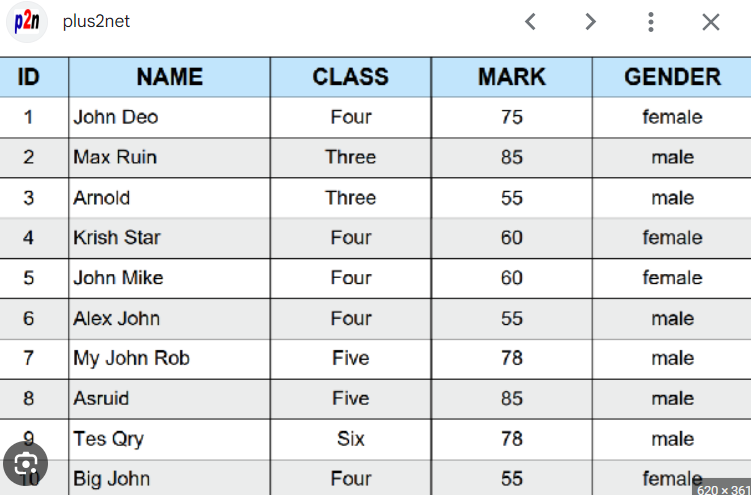 p2n plus2net
ID NAME CLASS MARK GENDER
1 John Deo Four 75 female
2 Max Ruin Three 85 male
3 Arnold Three 55 male
4 Krish Star Four 60 female
5 John Mike Four 60 female
6 Alex John Four 55 male
7 My John Rob Five 78 male
8 Asruid Five 85 male
9 Tes Qry Six 78 male
10 Big John Four 55 female
620 × 361